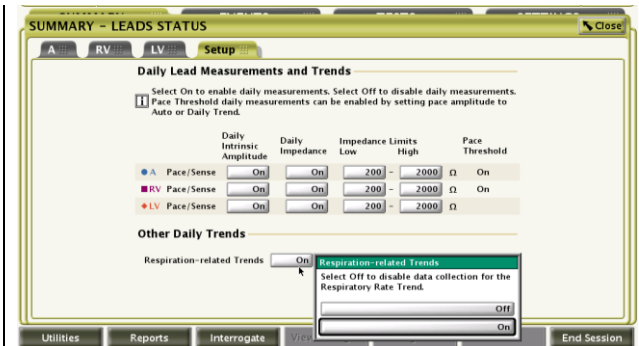 SUMMARY - LEADS STATUS
Close
A RV LV Setup
Daily Lead Measurements and Trends
Select On to enable daily measurements. Select Off to disable daily measurements.
Pace Threshold daily measurements can be enabled by setting pace amplitude to
Auto or Daily Trend.
Daily Intrinsic Amplitude Daily Impedance Impedance Limits Low High Pace Threshold
A Pace/Sense On On 200 - 2000 Ω On
RV Pace/Sense On On 200 - 2000 Ω On
LV Pace/Sense On On 200 - 2000 Ω
Other Daily Trends
Respiration-related Trends On
Respiration-related Trends
Select Off to disable data collection for the
Respiratory Rate Trend.
Off
On
Utilities Reports Interrogate View End Session